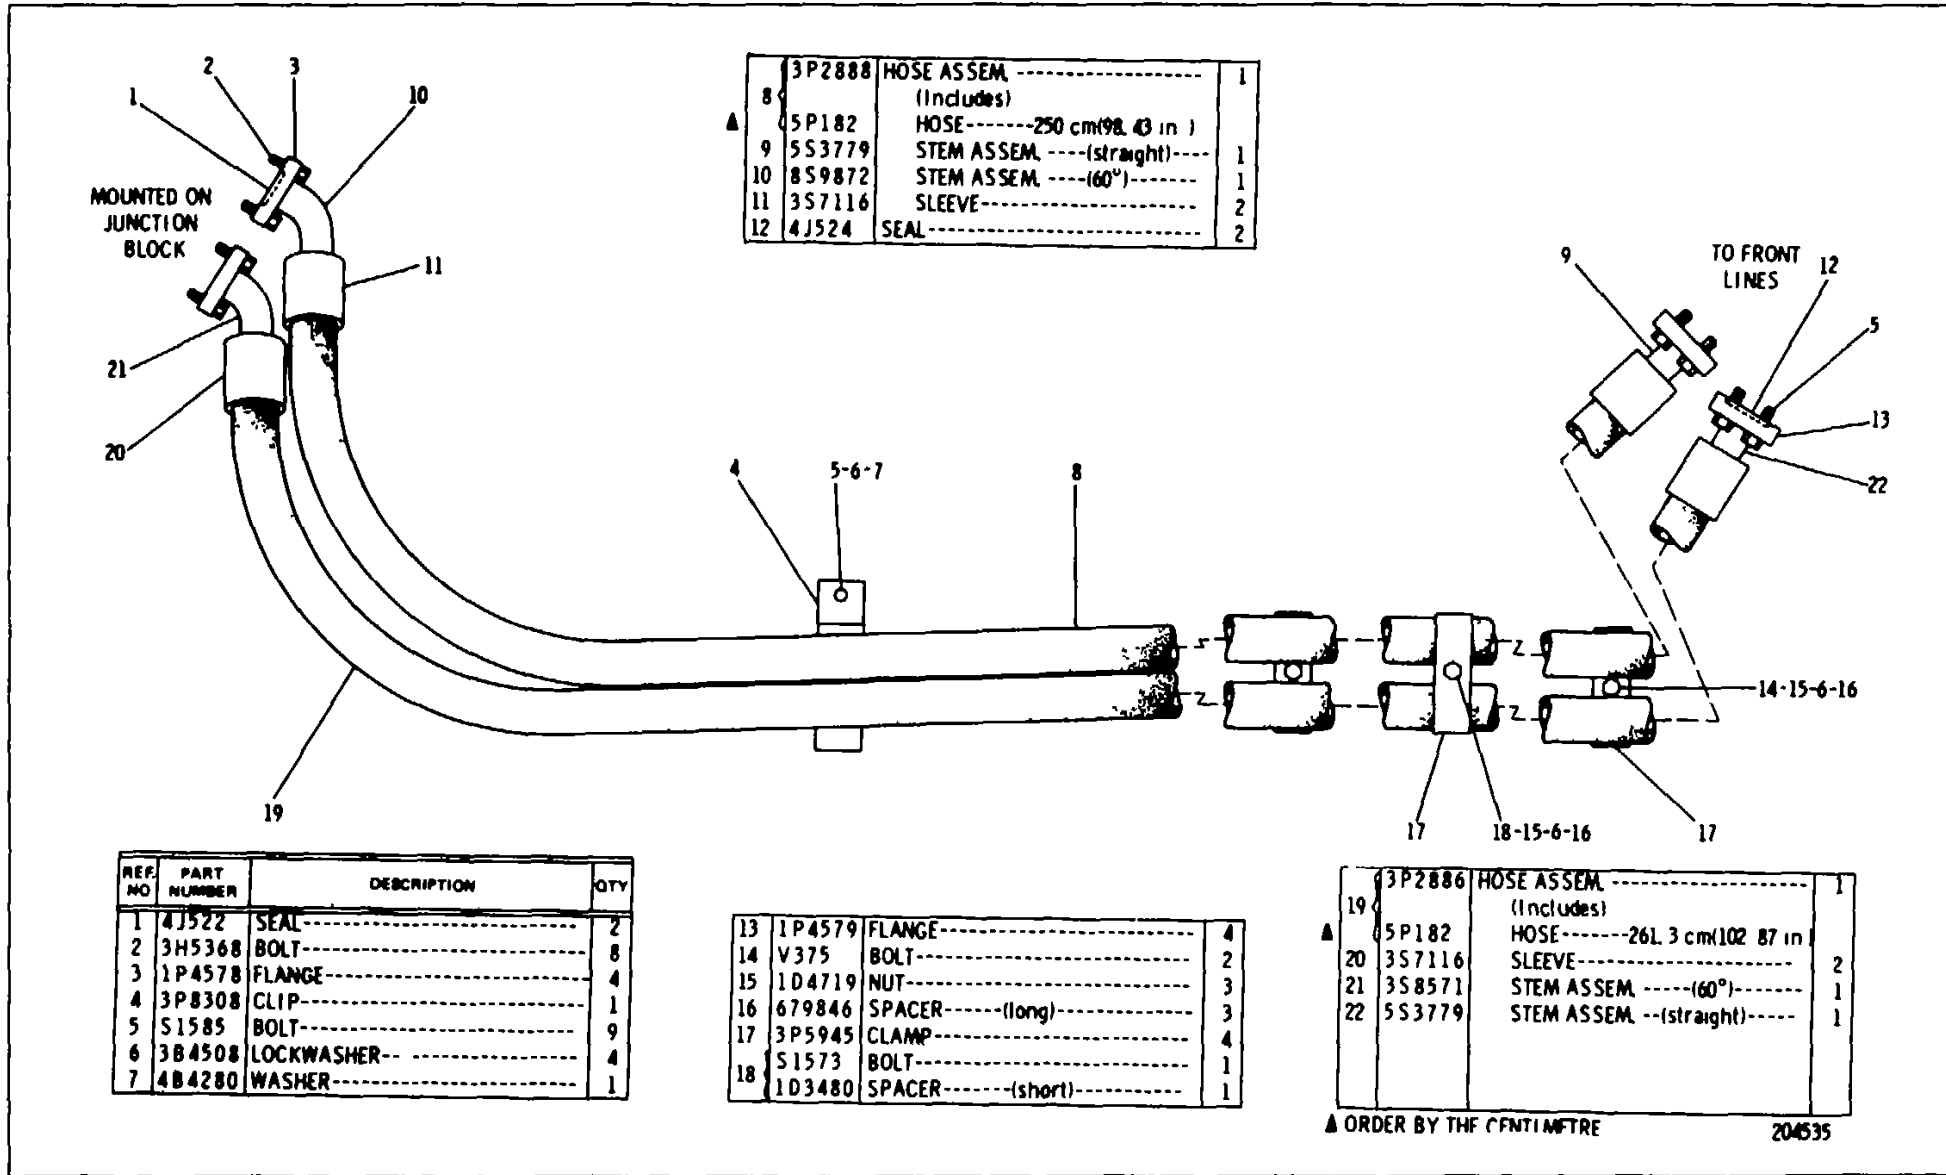 2
3
1
10
MOUNTED ON
JUNCTION
BLOCK
11
21
20
3P2888 HOSE ASSEM. 1
8 (Includes)
▲ 5P182 HOSE-------250 cm(98.43 in )
9 5S3779 STEM ASSEM. ----(straight)---- 1
10 8S9872 STEM ASSEM. ----(60°)------- 1
11 3S7116 SLEEVE 2
12 4J524 SEAL 2
9
TO FRONT
LINES
12
5
13
22
4
5-6-7
8
14-15-6-16
19
17
18-15-6-16
17
REF. NO PART NUMBER DESCRIPTION QTY
1 4J522 SEAL 2
2 3H5368 BOLT 8
3 1P4578 FLANGE 4
4 3P8308 CLIP 1
5 S1585 BOLT 9
6 3B4508 LOCKWASHER 4
7 4B4280 WASHER 1
13 1P4579 FLANGE 4
14 V375 BOLT 2
15 1D4719 NUT 3
16 679846 SPACER------(long) 3
17 3P5945 CLAMP 4
18 S1573 BOLT 1
1D3480 SPACER-------(short) 1
3P2886 HOSE ASSEM. 1
19 (Includes)
▲ 5P182 HOSE-------261.3 cm(102 87 in
20 3S7116 SLEEVE 2
21 3S8571 STEM ASSEM. -----(60°)------- 1
22 5S3779 STEM ASSEM. --(straight)----- 1
▲ ORDER BY THE CENTIMETRE
204535